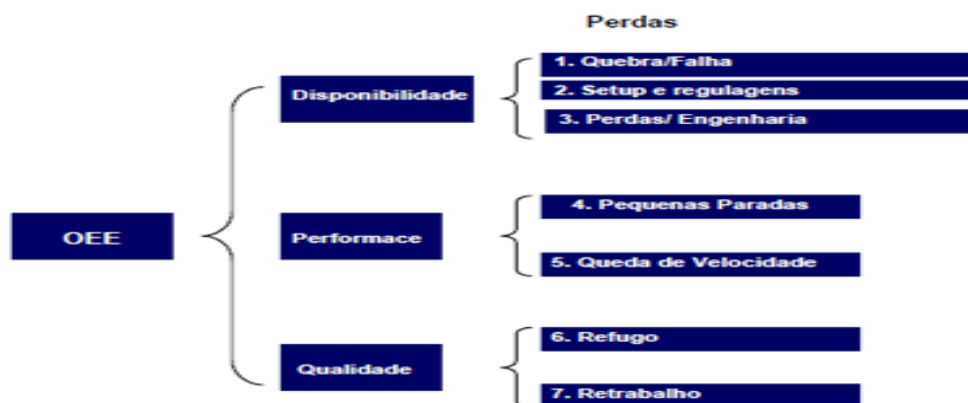 Perdas
1. Quebra/Falha
Disponibilidade
2. Setup e regulagens
3. Perdas/ Engenharia
4. Pequenas Paradas
OEE
Performace
5. Queda de Velocidade
6. Refugo
Qualidade
7. Retrabalho